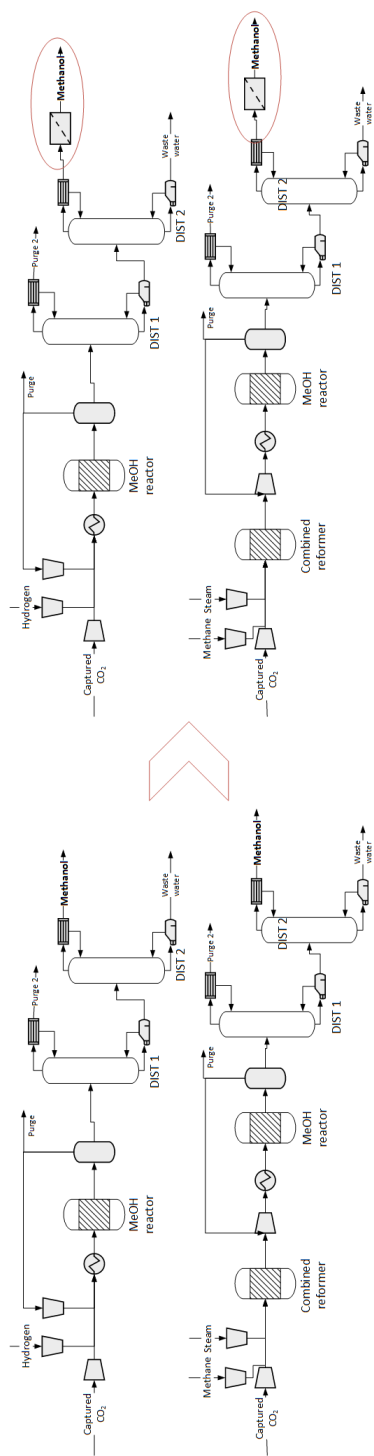 Hydrogen
Captured
CO2
MeOH
reactor
Purge
Purge 2
DIST 1
Methanol
DIST 2
Waste
water
Methane Steam
Captured
CO2
Combined
reformer
MeOH
reactor
Purge
Purge 2
DIST 1
Methanol
DIST 2
Waste
water
Hydrogen
Captured
CO2
MeOH
reactor
Purge
Purge 2
DIST 1
Methanol
DIST 2
Waste
water
Methane Steam
Captured
CO2
Combined
reformer
MeOH
reactor
Purge
Purge 2
DIST 1
Methanol
DIST 2
Waste
water